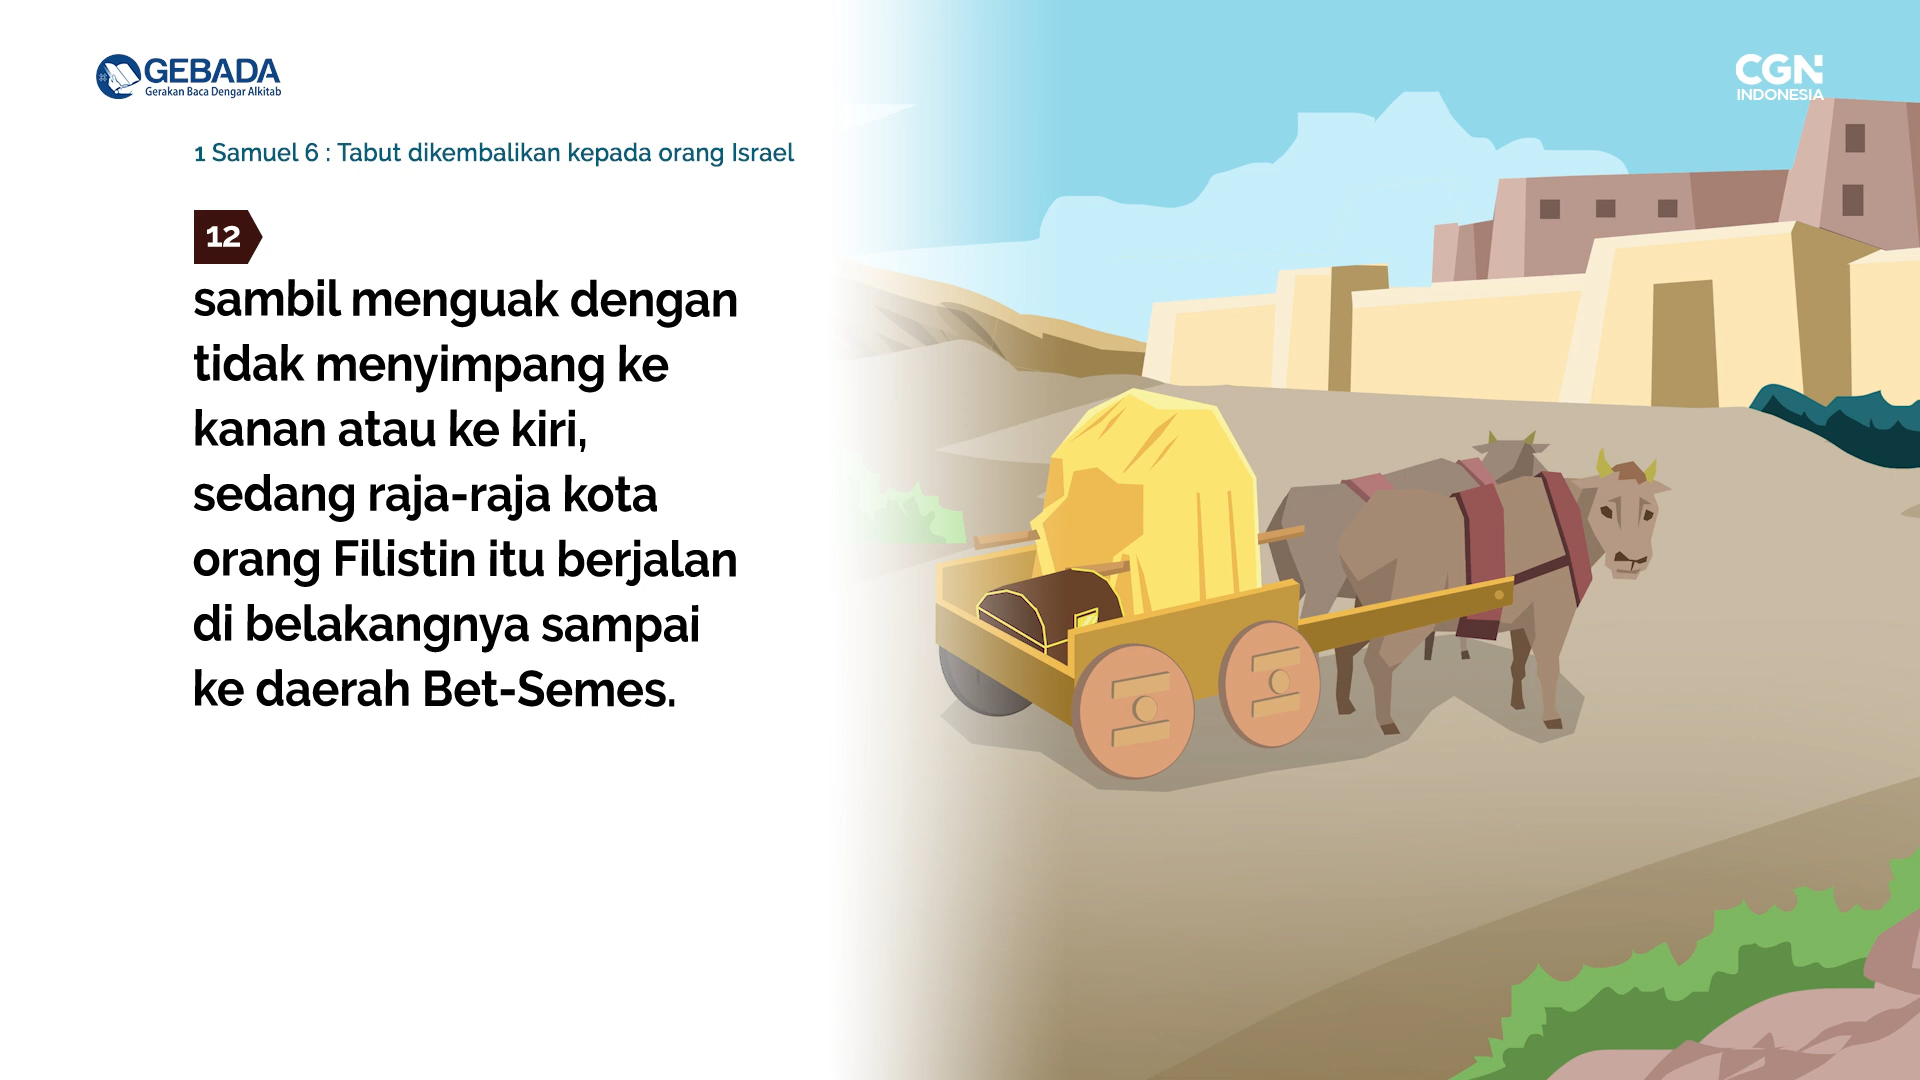 GEBADA
Gerakan Baca Dengar Alkitab
CGN
INDONESIA
1 Samuel 6 : Tabut dikembalikan kepada orang Israel
12
sambil menguak dengan
tidak menyimpang ke
kanan atau ke kiri,
sedang raja-raja kota
orang Filistin itu berjalan
di belakangnya sampai
ke daerah Bet-Semes.